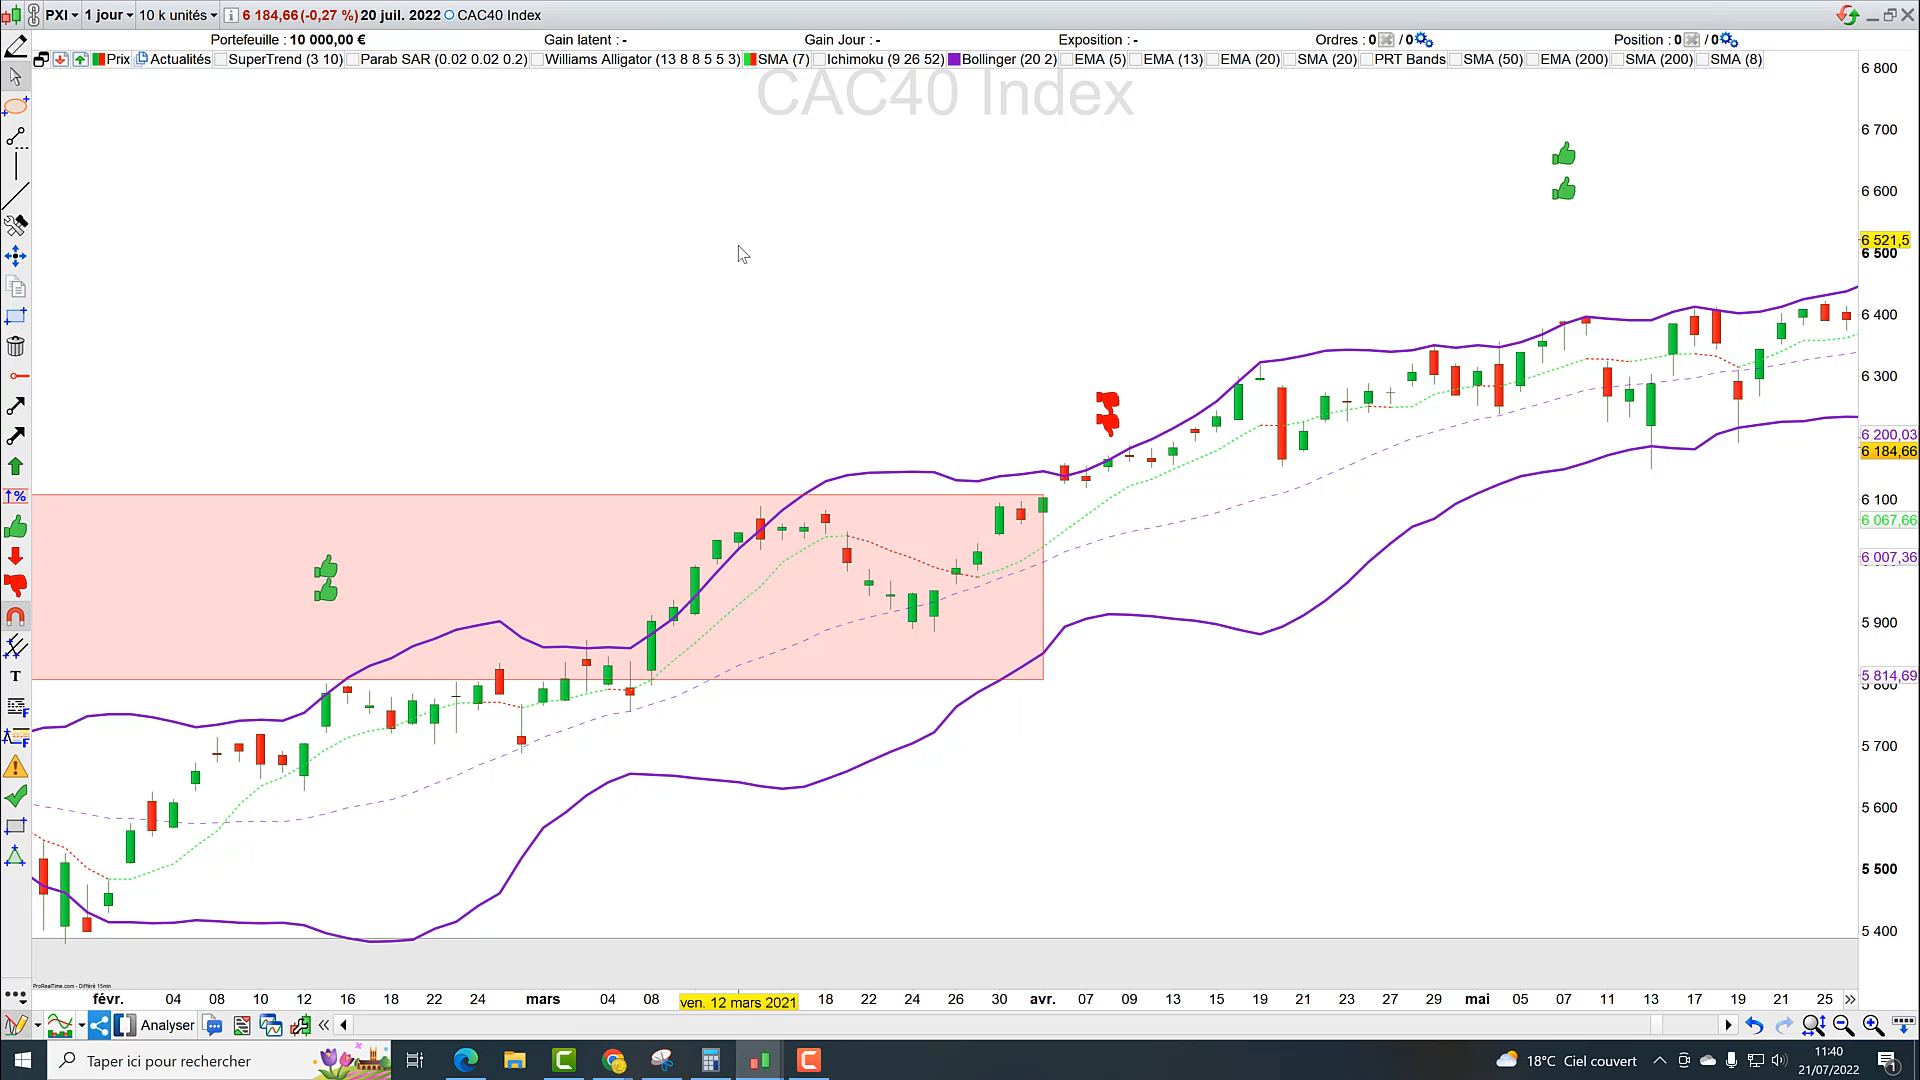 PXI 1 jour 10 k unités 6 184,66 (-0,27 %) 20 juil. 2022 CAC40 Index
Portefeuille : 10 000,00 € Gain latent : - Gain Jour : - Exposition : - Ordres : 0 / 0 Position : 0 / 0
Prix Actualités SuperTrend (3 10) Parab SAR (0.02 0.02 0.2) Williams Alligator (13 8 8 5 5 3) SMA (7) Ichimoku (9 26 52) Bollinger (20 2) EMA (5) EMA (13) EMA (20) SMA (20) PRT Bands SMA (50) EMA (200) SMA (200) SMA (8)
CAC40 Index
6 800
6 700
6 600
6 521,5
6 500
6 400
6 300
6 200,03
6 184,66
6 100
6 067,66
6 007,36
5 900
5 814,69
5 800
5 700
5 600
5 500
5 400
%
T
F
F
ProRealTime.com - Différé 15min
févr. 04 08 10 12 16 18 22 24 mars 04 08 ven. 12 mars 2021 18 22 24 26 30 avr. 07 09 13 15 19 21 23 27 29 mai 05 07 11 13 17 19 21 25
Analyser
Taper ici pour rechercher
18°C Ciel couvert
11:40
21/07/2022
1